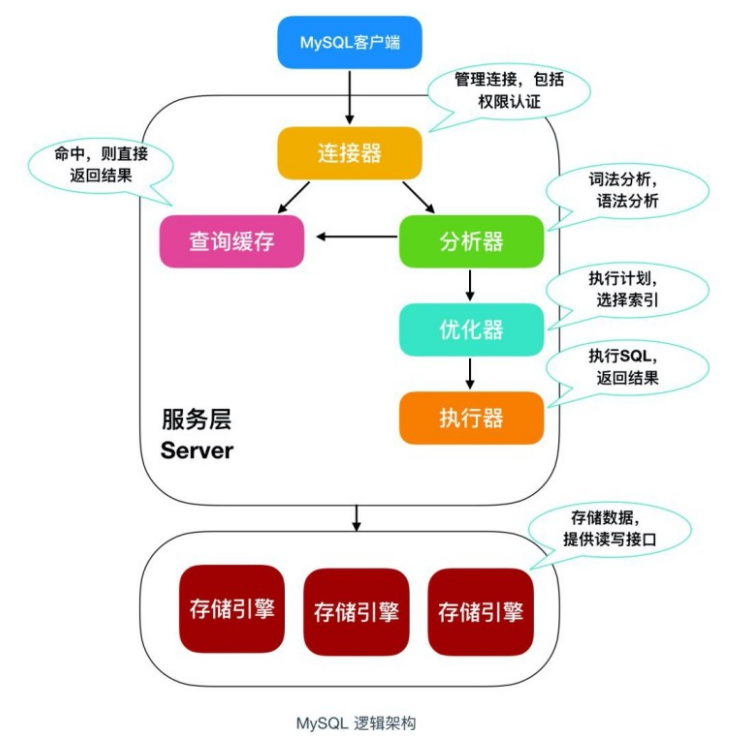 MySQL客户端
管理连接，包括
权限认证
命中，则直接
返回结果
连接器
词法分析，
语法分析
查询缓存
分析器
执行计划，
选择索引
优化器
执行SQL，
返回结果
执行器
服务层
Server
存储数据，
提供读写接口
存储引擎
存储引擎
存储引擎
MySQL 逻辑架构